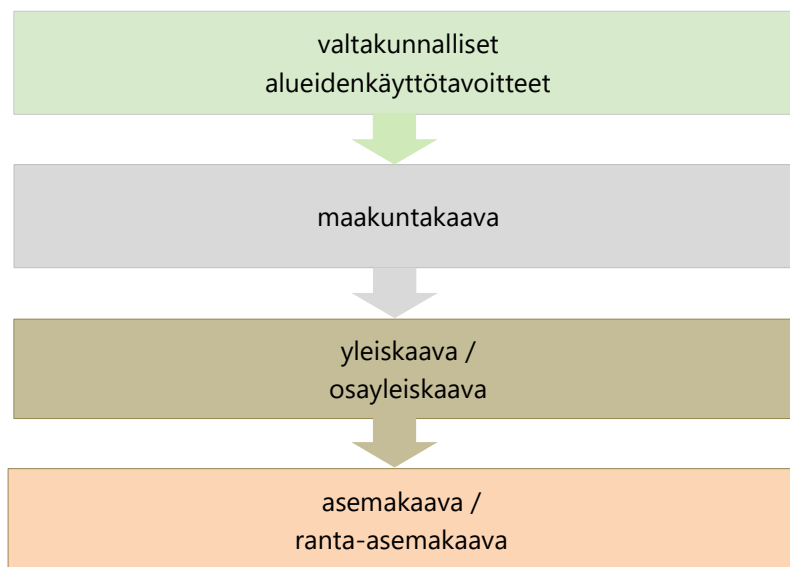 valtakunnalliset
alueidenkäyttötavoitteet
maakuntakaava
yleiskaava /
osayleiskaava
asemakaava /
ranta-asemakaava